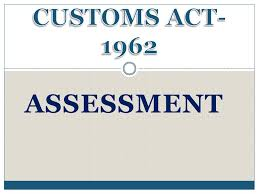 CUSTOMS ACT-
1962
ASSESSMENT